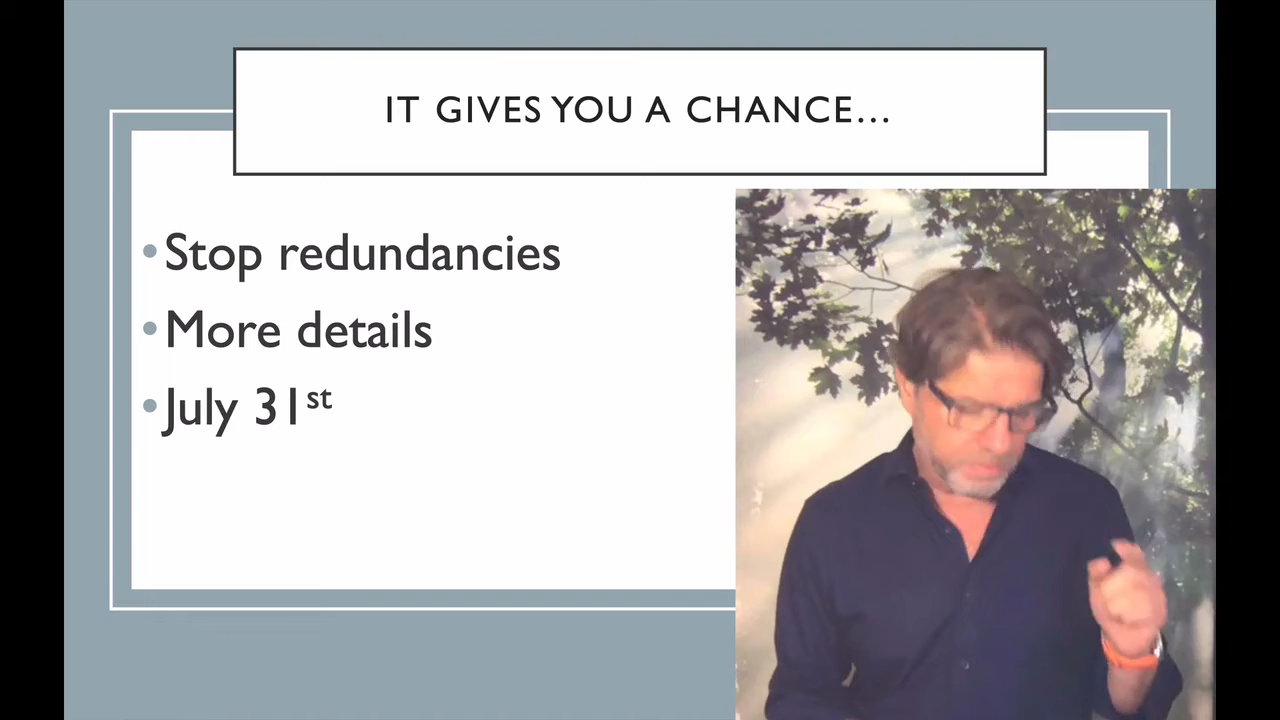 IT GIVES YOU A CHANCE...
• Stop redundancies
• More details
• July 31st